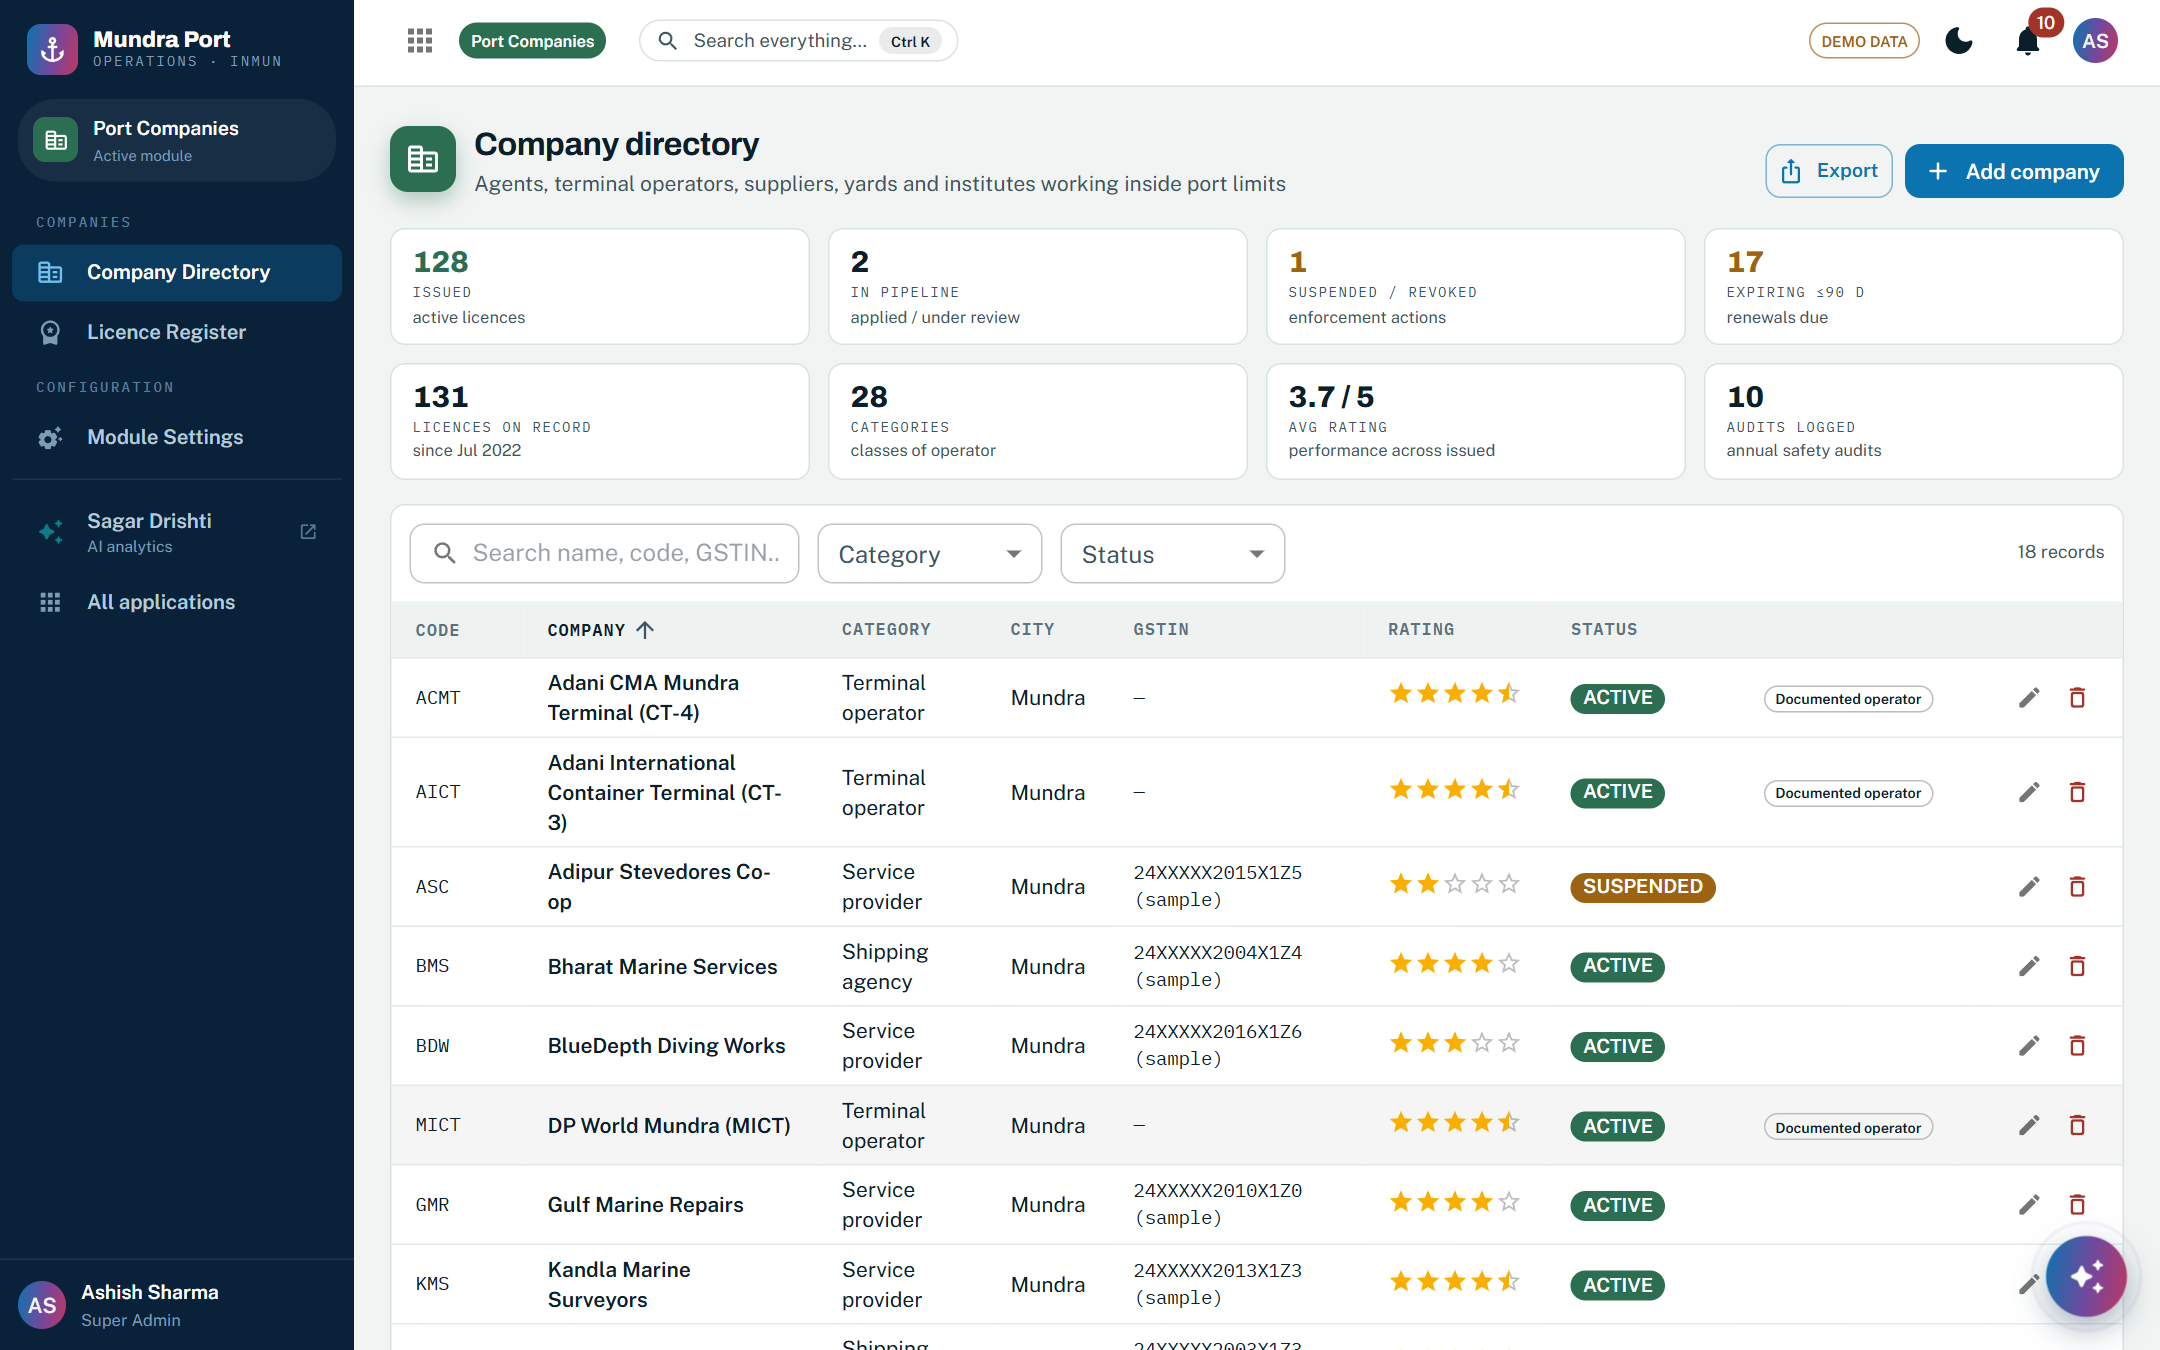 Mundra Port
OPERATIONS · INMUN
Port Companies
Active module
COMPANIES
Company Directory
Licence Register
CONFIGURATION
Module Settings
Sagar Drishti
AI analytics
All applications
Ashish Sharma
Super Admin
AS
Port Companies
Search everything...
Ctrl K
DEMO DATA
10
AS
Company directory
Agents, terminal operators, suppliers, yards and institutes working inside port limits
Export
Add company
128
ISSUED
active licences
2
IN PIPELINE
applied / under review
1
SUSPENDED / REVOKED
enforcement actions
17
EXPIRING ≤90 D
renewals due
131
LICENCES ON RECORD
since Jul 2022
28
CATEGORIES
classes of operator
3.7 / 5
AVG RATING
performance across issued
10
AUDITS LOGGED
annual safety audits
Search name, code, GSTIN..
Category
Status
18 records
CODE COMPANY CATEGORY CITY GSTIN RATING STATUS
ACMT
Adani CMA Mundra
Terminal (CT-4)
Terminal
operator
Mundra
—
ACTIVE
Documented operator
AICT
Adani International
Container Terminal (CT-
3)
Terminal
operator
Mundra
—
ACTIVE
Documented operator
ASC
Adipur Stevedores Co-
op
Service
provider
Mundra
24XXXXX2015X1Z5
(sample)
SUSPENDED
BMS
Bharat Marine Services
Shipping
agency
Mundra
24XXXXX2004X1Z4
(sample)
ACTIVE
BDW
BlueDepth Diving Works
Service
provider
Mundra
24XXXXX2016X1Z6
(sample)
ACTIVE
MICT
DP World Mundra (MICT)
Terminal
operator
Mundra
—
ACTIVE
Documented operator
GMR
Gulf Marine Repairs
Service
provider
Mundra
24XXXXX2010X1Z0
(sample)
ACTIVE
KMS
Kandla Marine
Surveyors
Service
provider
Mundra
24XXXXX2013X1Z3
(sample)
ACTIVE
Shipping
24XXXXX2003X1Z3